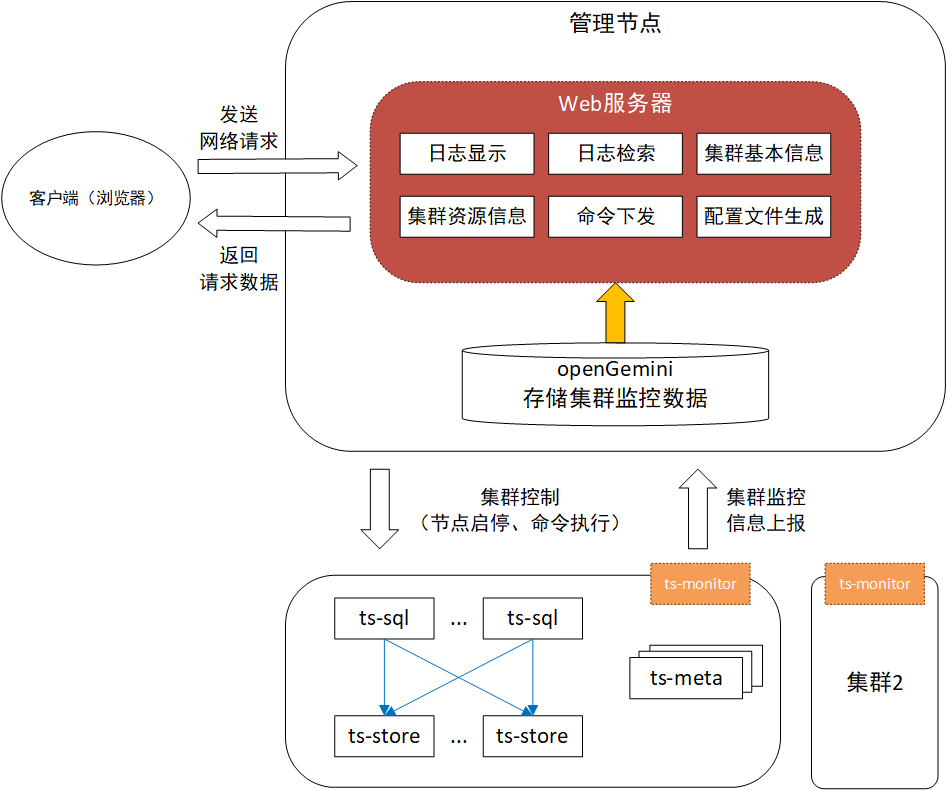 管理节点
Web服务器
日志显示
日志检索
集群基本信息
集群资源信息
命令下发
配置文件生成
发送
网络请求
客户端（浏览器）
返回
请求数据
openGemini
存储集群监控数据
集群控制
（节点启停、命令执行）
集群监控
信息上报
ts-monitor
ts-monitor
ts-sql
...
ts-sql
ts-meta
集群2
ts-store
...
ts-store